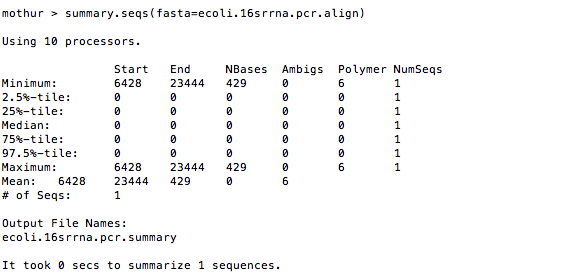 mothur > summary.seqs(fasta=ecoli.16srrna.pcr.align)
Using 10 processors.
Start End NBases Ambigs Polymer NumSeqs
Minimum: 6428 23444 429 0 6 1
2.5%-tile: 0 0 0 0 0 1
25%-tile: 0 0 0 0 0 1
Median: 0 0 0 0 0 1
75%-tile: 0 0 0 0 0 1
97.5%-tile: 0 0 0 0 0 1
Maximum: 6428 23444 429 0 6 1
Mean: 6428 23444 429 0 6
# of Seqs: 1
Output File Names:
ecoli.16srrna.pcr.summary
It took 0 secs to summarize 1 sequences.